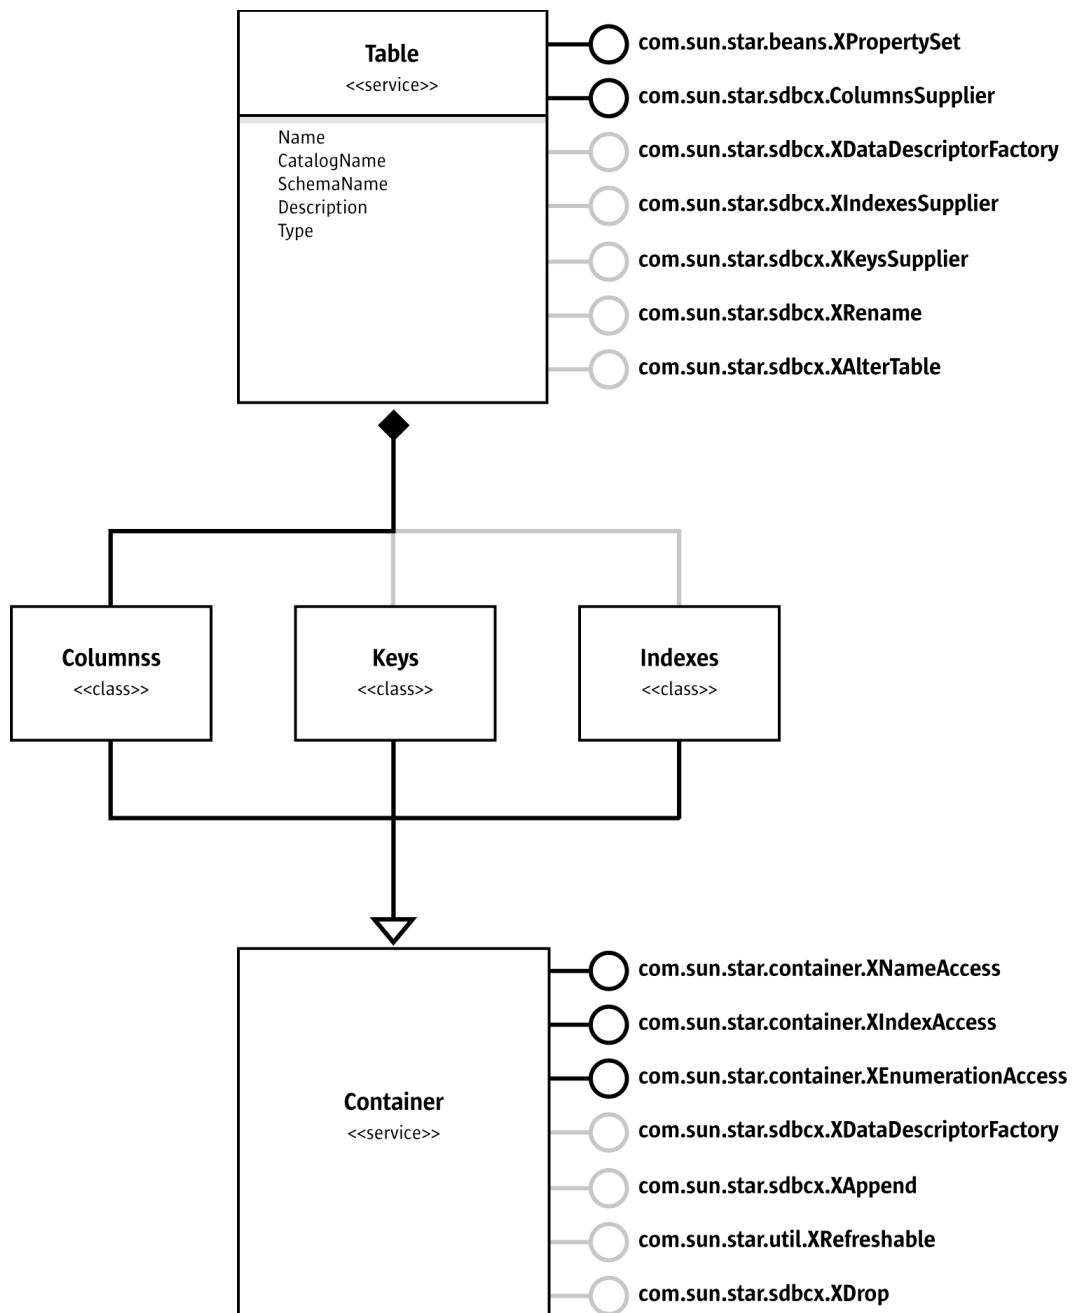 Table
<<service>>
Name
CatalogName
SchemaName
Description
Type
com.sun.star.beans.XPropertySet
com.sun.star.sdbcx.ColumnsSupplier
com.sun.star.sdbcx.XDataDescriptorFactory
com.sun.star.sdbcx.XIndexesSupplier
com.sun.star.sdbcx.XKeysSupplier
com.sun.star.sdbcx.XRename
com.sun.star.sdbcx.XAlterTable
Columnss
<<class>>
Keys
<<class>>
Indexes
<<class>>
Container
<<service>>
com.sun.star.container.XNameAccess
com.sun.star.container.XIndexAccess
com.sun.star.container.XEnumerationAccess
com.sun.star.sdbcx.XDataDescriptorFactory
com.sun.star.sdbcx.XAppend
com.sun.star.util.XRefreshable
com.sun.star.sdbcx.XDrop